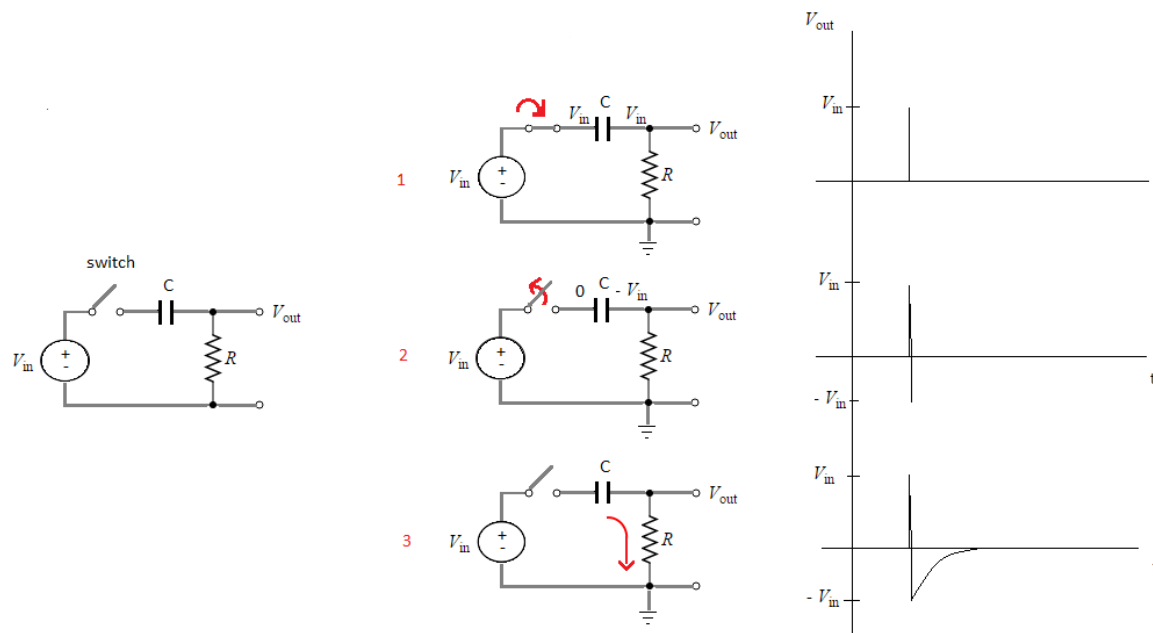 switch
C
V_out
V_in
+
-
R
1
V_in
C
V_in
V_out
V_in
+
-
R
2
0
C
- V_in
V_out
V_in
+
-
R
3
C
V_out
V_in
+
-
R
V_out
V_in
V_in
t
- V_in
V_in
- V_in